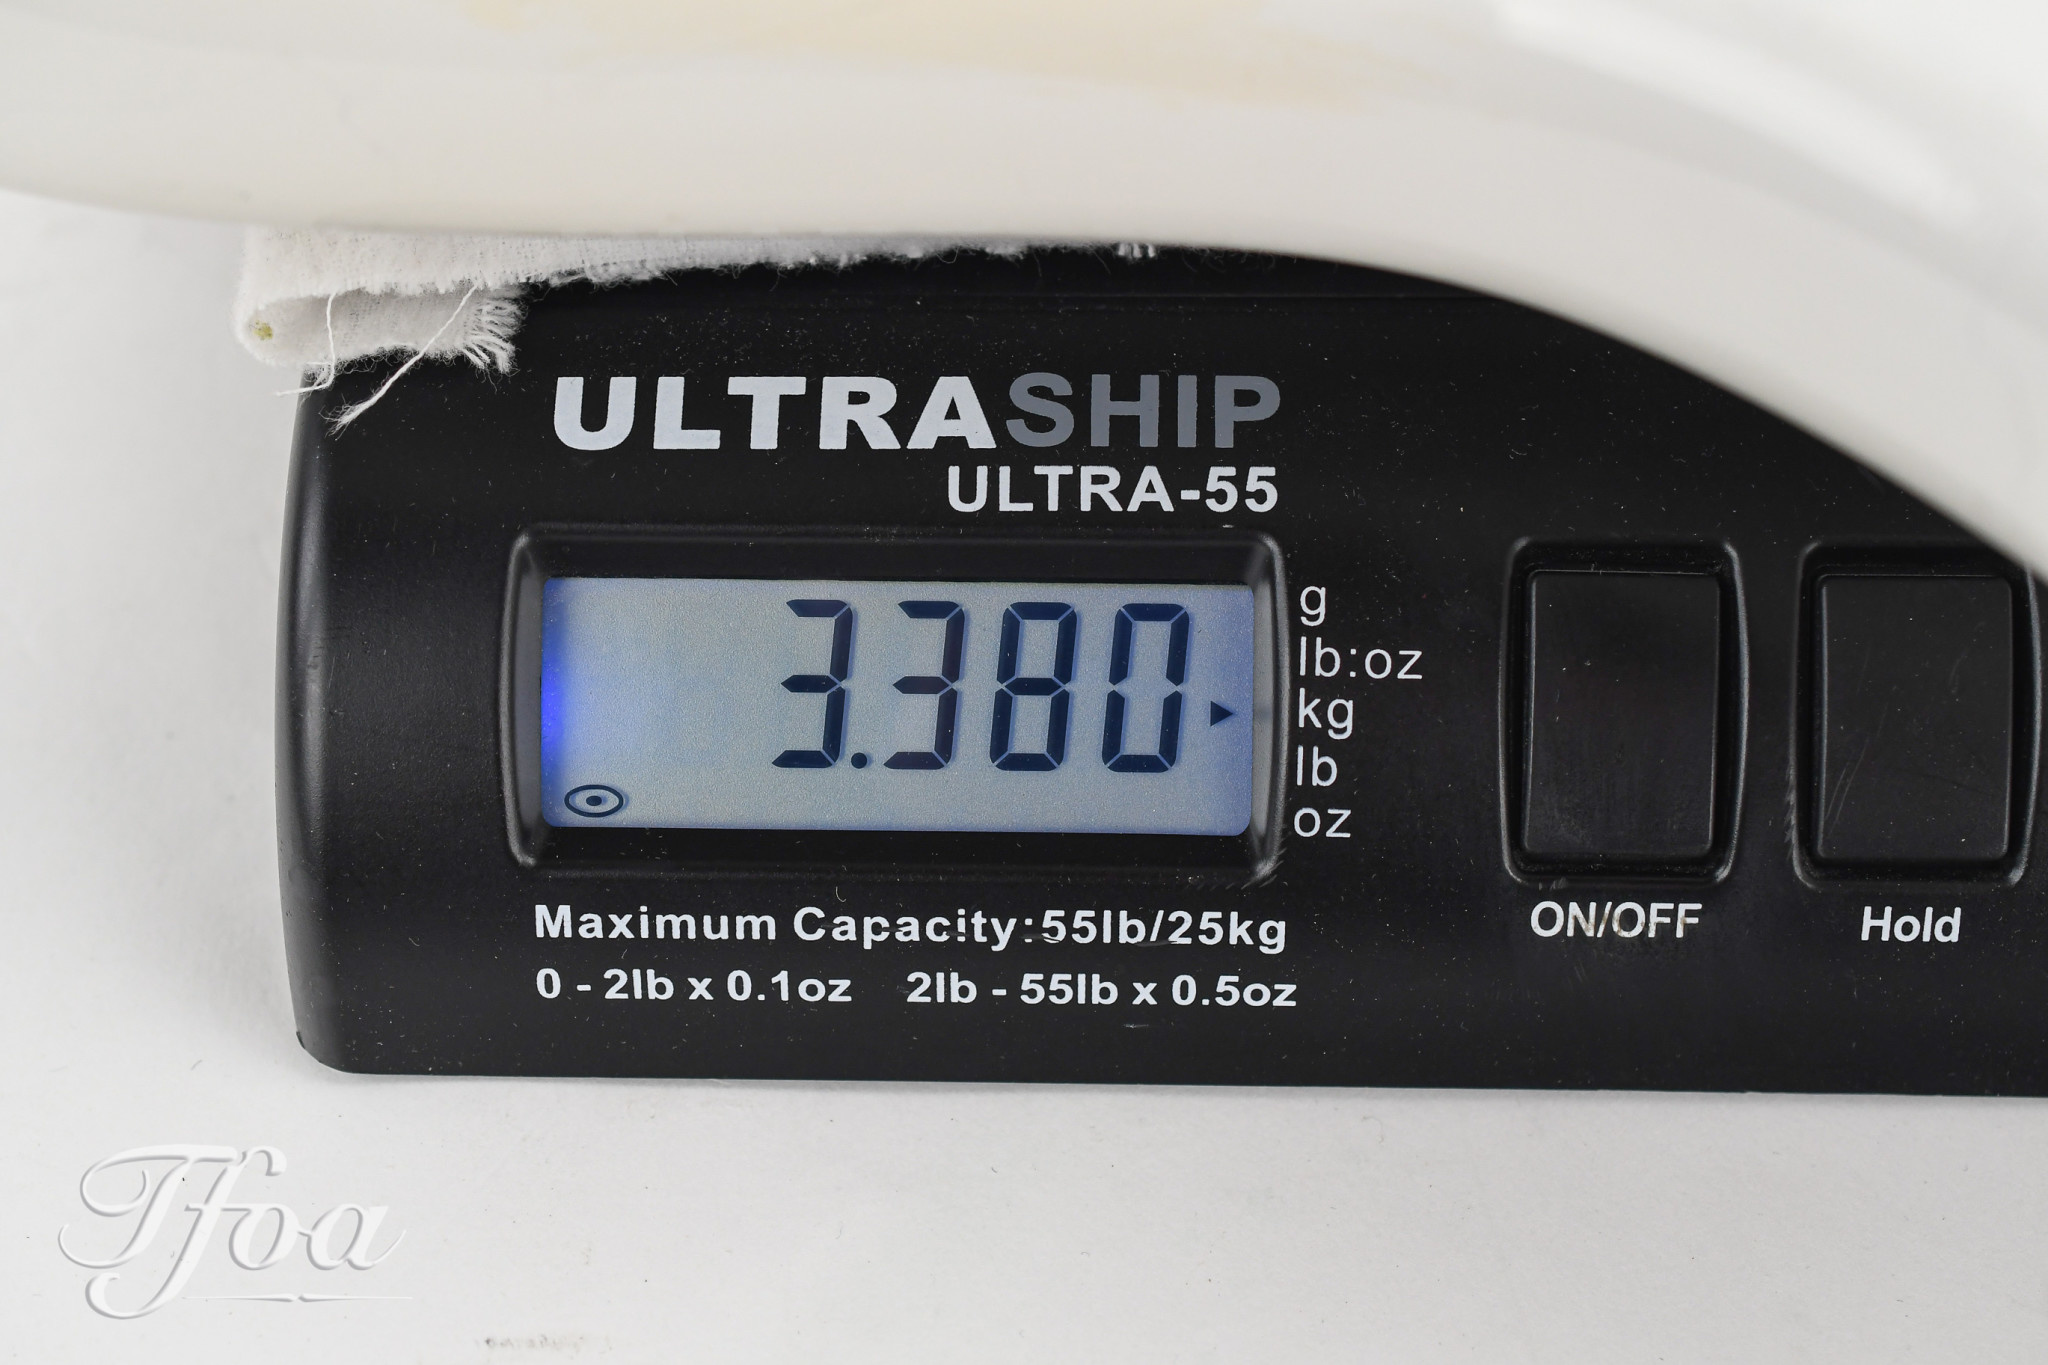 ULTRASHIP
ULTRA-55
3.380
g
lb:oz
kg
lb
oz
ON/OFF
Hold
Maximum Capacity:55lb/25kg
0 - 2lb x 0.1oz 2lb - 55lb x 0.5oz
Tfoa